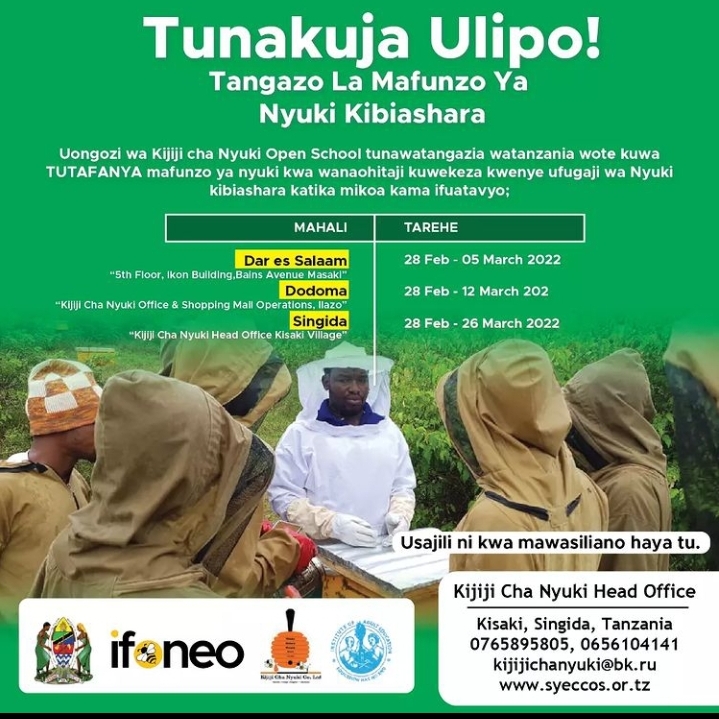 Tunakuja Ulipo!
Tangazo La Mafunzo Ya
Nyuki Kibiashara
Uongozi wa Kijiji cha Nyuki Open School tunawatangazia watanzania wote kuwa
TUTAFANYA mafunzo ya nyuki kwa wanaohitaji kuwekeza kwenye ufugaji wa Nyuki
kibiashara katika mikoa kama ifuatavyo;
MAHALI TAREHE
Dar es Salaam 28 Feb - 05 March 2022
"5th Floor, Ikon Building,Bains Avenue Masaki"
Dodoma 28 Feb - 12 March 202
"Kijiji Cha Nyuki Office & Shopping Mall Operations, Ilazo"
Singida 28 Feb - 26 March 2022
"Kijiji Cha Nyuki Head Office Kisaki Village"
Usajili ni kwa mawasiliano haya tu.
Kijiji Cha Nyuki Head Office
Kisaki, Singida, Tanzania
0765895805, 0656104141
kijijichanyuki@bk.ru
www.syeccos.or.tz
ifoneo
Kijiji Cha Nyuki Co. Ltd
INSTITUTE OF ADULT EDUCATION